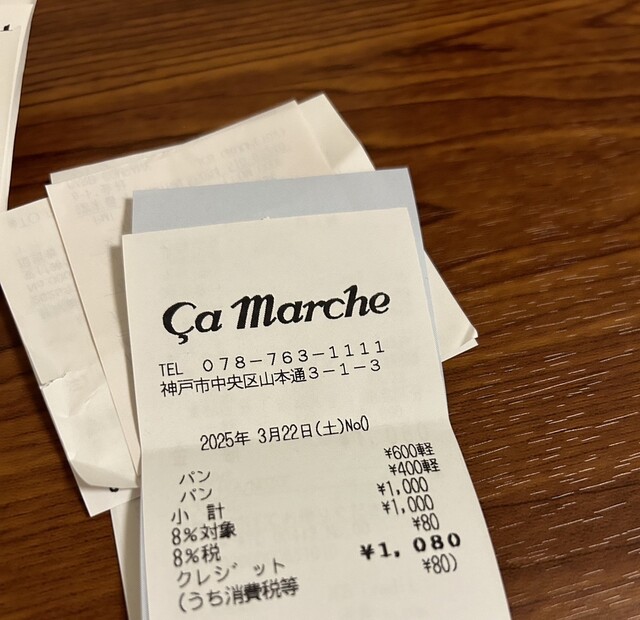 Ça Marche
TEL 078-763-1111
神戸市中央区山本通3-1-3
2025年 3月22日(土)No0
パン ¥600軽
パン ¥400軽
小 計 ¥1,000
8%対象 ¥1,000
8%税 ¥80
クレジット ¥1,080
(うち消費税等 ¥80)